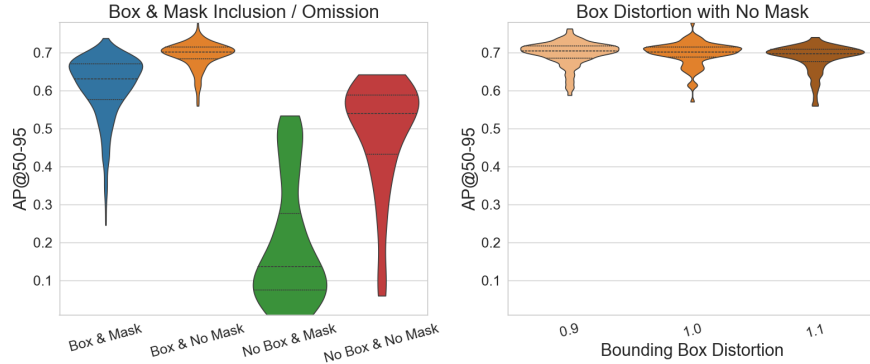 Box & Mask Inclusion / Omission
AP@50-95
0.7
0.6
0.5
0.4
0.3
0.2
0.1
Box & Mask
Box & No Mask
No Box & Mask
No Box & No Mask
Box Distortion with No Mask
AP@50-95
0.7
0.6
0.5
0.4
0.3
0.2
0.1
0.9
1.0
1.1
Bounding Box Distortion